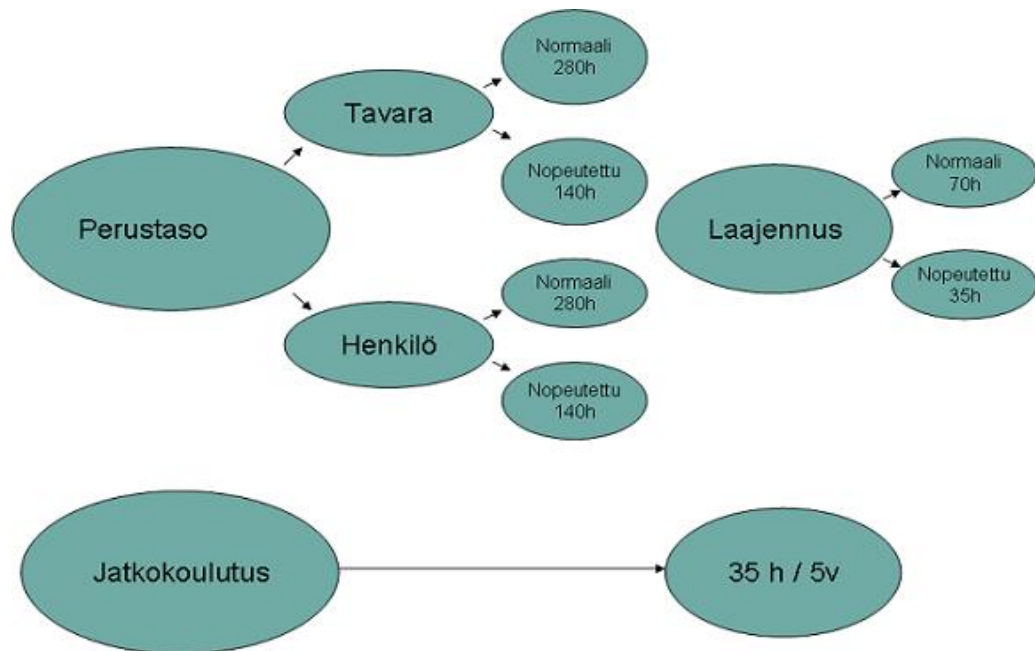 Normaali
280h
Tavara
Nopeutettu
140h
Perustaso
Normaali
280h
Henkilö
Nopeutettu
140h
Laajennus
Normaali
70h
Nopeutettu
35h
Jatkokoulutus
35 h / 5v